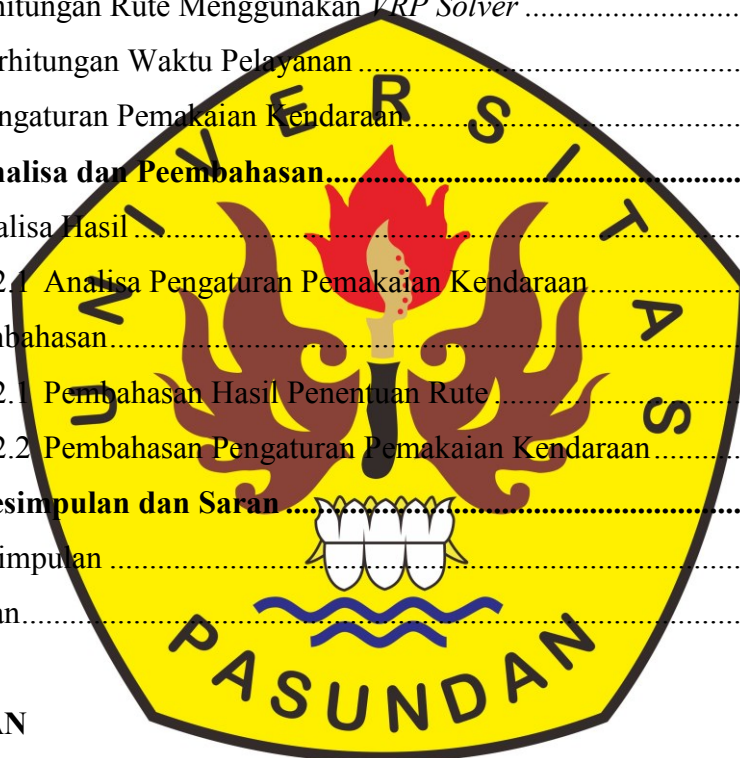 hitungan Rute Menggunakan VRP Solver ..............................
rhitungan Waktu Pelayanan ..................................................
ngaturan Pemakaian Kendaraan.............................................
nalisa dan Peembahasan.......................................................
alisa Hasil ................................................................................
2.1 Analisa Pengaturan Pemakaian Kendaraan....................
mbahasan.................................................................................
2.1 Pembahasan Hasil Penentuan Rute ................................
2.2 Pembahasan Pengaturan Pemakaian Kendaraan............
esimpulan dan Saran ............................................................
simpulan .................................................................................
an.............................................................................................
AN
UNIVERSITAS
PASUNDAN